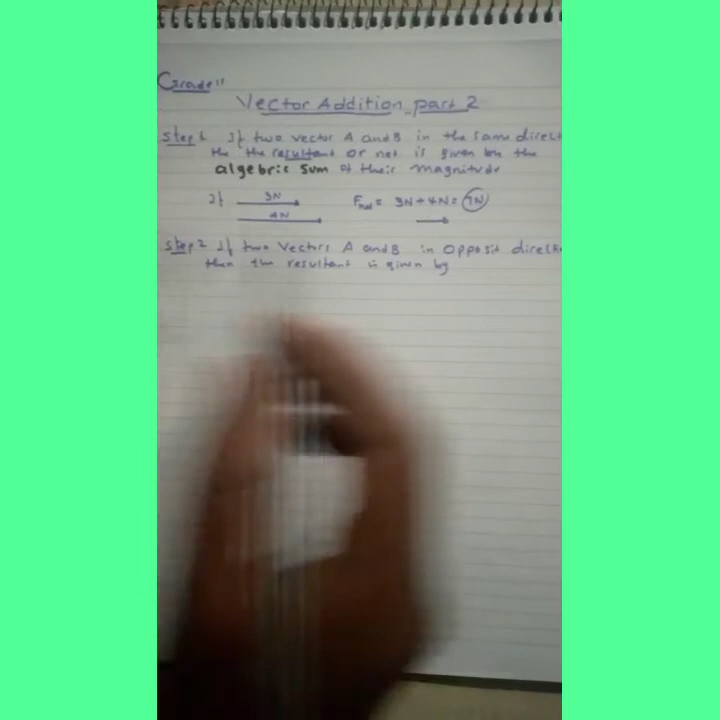 Grade 11
Vector Addition part 2
step 1 If two vector A and B in the same direct
the the resultant or net is given by the
algebric sum of their magnitude
3N
4N
Fnet = 3N + 4N = 7N
step 2 If two vectors A and B in opposit direct
then the resultant is given by